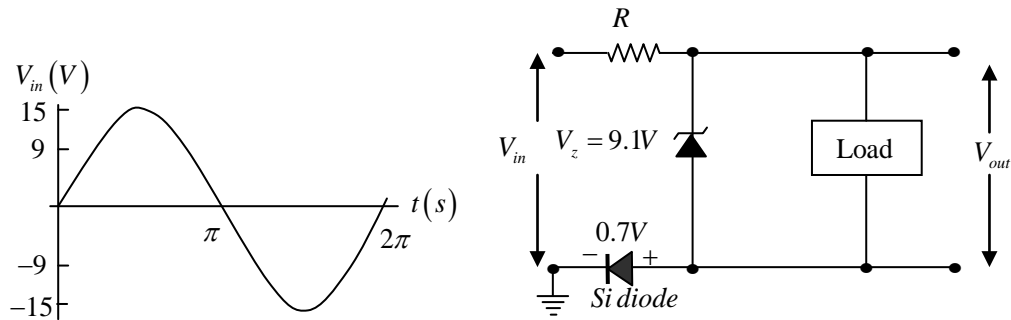 V_in (V)
15
9
−9
−15
π
2π
t(s)
R
V_in
V_z = 9.1V
Load
V_out
0.7V
− +
Si diode